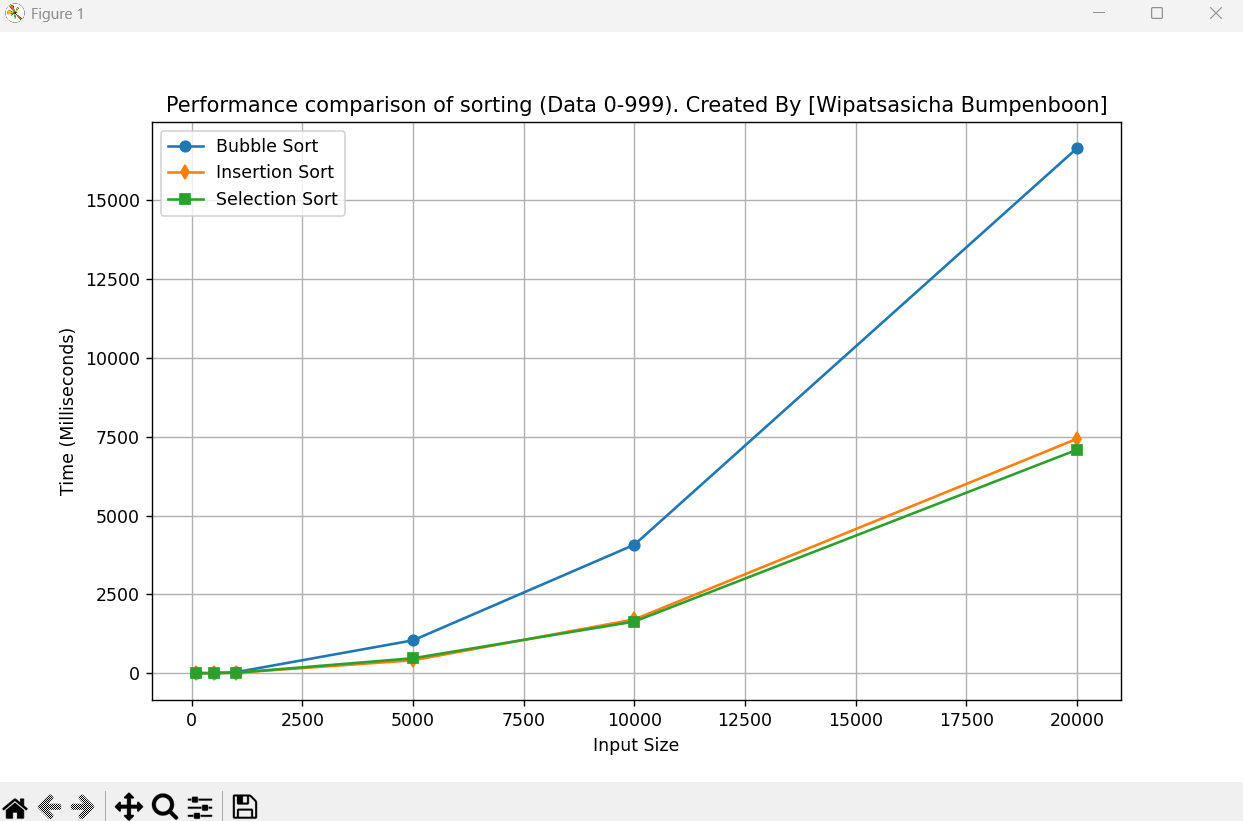 Figure 1
Performance comparison of sorting (Data 0-999). Created By [Wipatsasicha Bumpenboon]
Bubble Sort
Insertion Sort
Selection Sort
15000
12500
10000
7500
5000
2500
0
Time (Milliseconds)
0 2500 5000 7500 10000 12500 15000 17500 20000
Input Size